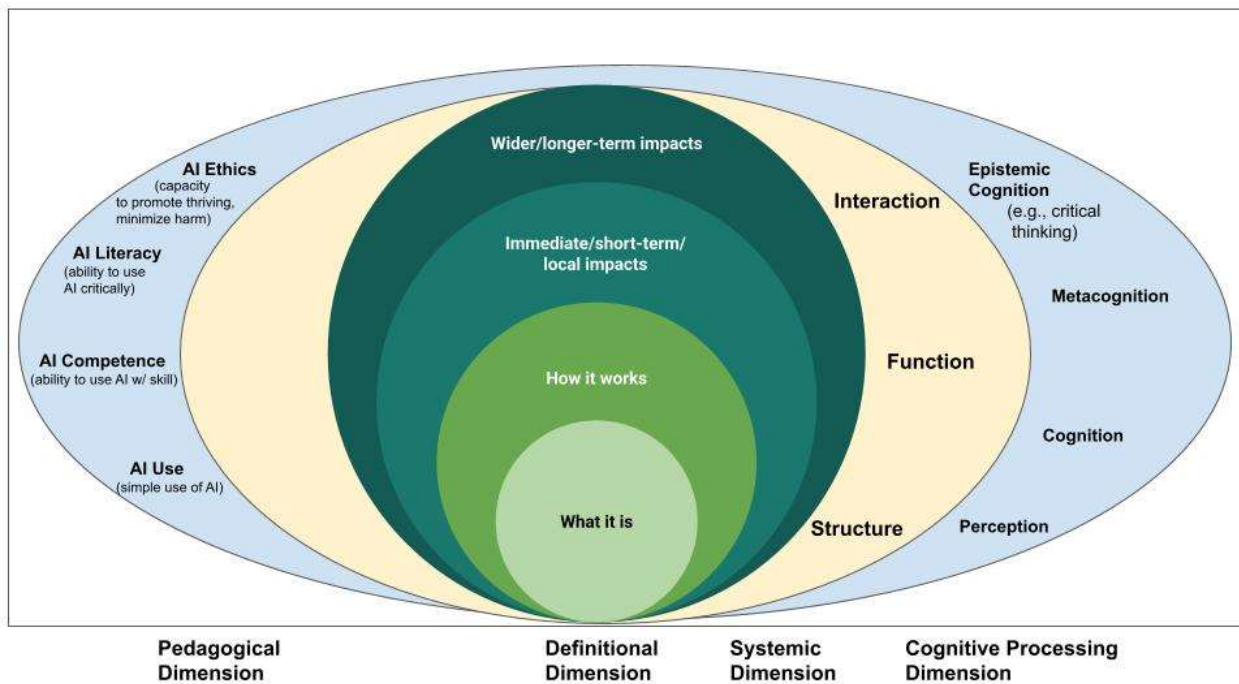 AI Ethics
(capacity
to promote thriving,
minimize harm)
AI Literacy
(ability to use
AI critically)
AI Competence
(ability to use AI w/ skill)
AI Use
(simple use of AI)
Wider/longer-term impacts
Immediate/short-term/
local impacts
How it works
What it is
Interaction
Function
Structure
Epistemic
Cognition
(e.g., critical
thinking)
Metacognition
Cognition
Perception
Pedagogical
Dimension
Definitional
Dimension
Systemic
Dimension
Cognitive Processing
Dimension